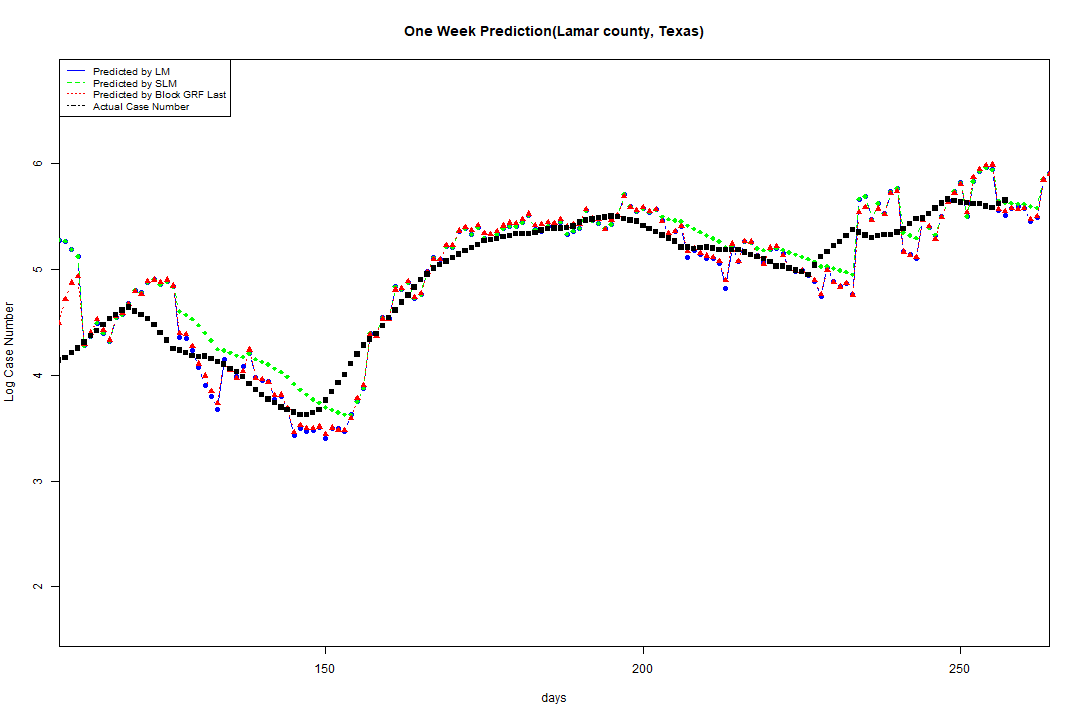 One Week Prediction(Lamar county, Texas)
Predicted by LM
Predicted by SLM
Predicted by Block GRF Last
Actual Case Number
6
5
4
3
2
Log Case Number
150
200
250
days